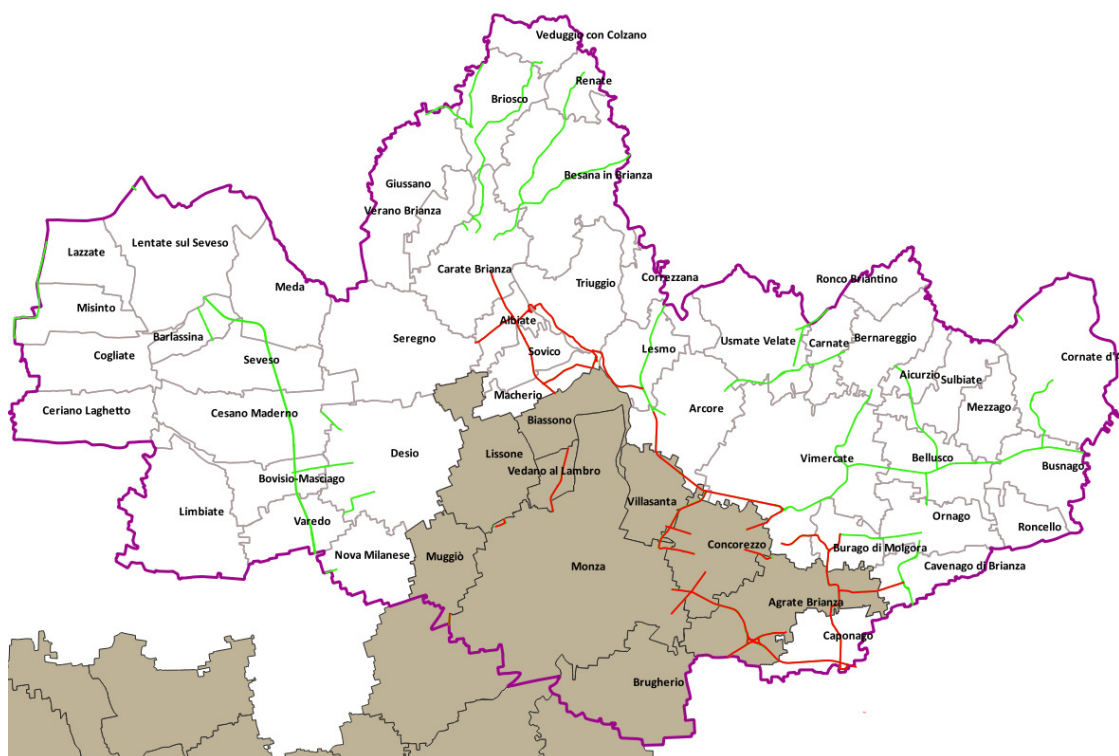 Veduggio con Colzano
Renate
Briosco
Besana in Brianza
Giussano
Verano Brianza
Lentate sul Seveso
Lazzate
Carate Brianza
Triuggio
Correzzana
Ronco Briantino
Meda
Misinto
Albiate
Barlassina
Seregno
Usmate Velate
Carnate
Bernareggio
Cogliate
Seveso
Sovico
Lesmo
Cornate d'A
Aicurzio
Sulbiate
Macherio
Mezzago
Ceriano Laghetto
Cesano Maderno
Arcore
Biassono
Desio
Lissone
Vimercate
Bellusco
Vedano al Lambro
Busnago
Bovisio-Masciago
Villasanta
Limbiate
Ornago
Varedo
Roncello
Concorezzo
Burago di Molgora
Nova Milanese
Muggiò
Monza
Cavenago di Brianza
Agrate Brianza
Caponago
Brugherio